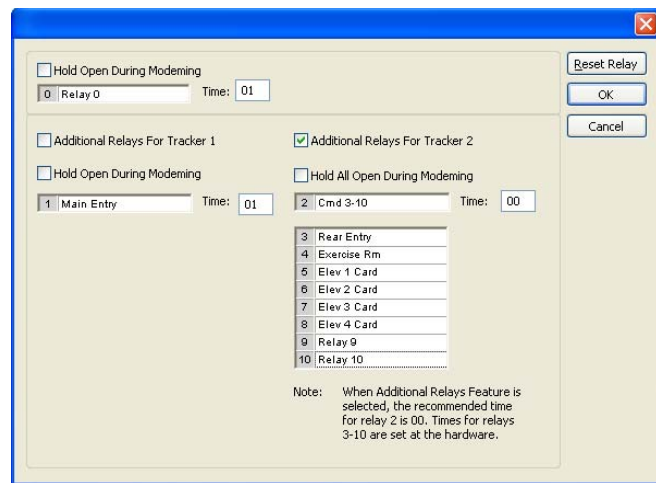 Hold Open During Modeming
0 Relay 0 Time: 01
Reset Relay
OK
Cancel
Additional Relays For Tracker 1
Hold Open During Modeming
1 Main Entry Time: 01
Additional Relays For Tracker 2
Hold All Open During Modeming
2 Cmd 3-10 Time: 00
3 Rear Entry
4 Exercise Rm
5 Elev 1 Card
6 Elev 2 Card
7 Elev 3 Card
8 Elev 4 Card
9 Relay 9
10 Relay 10
Note: When Additional Relays Feature is
selected, the recommended time
for relay 2 is 00. Times for relays
3-10 are set at the hardware.